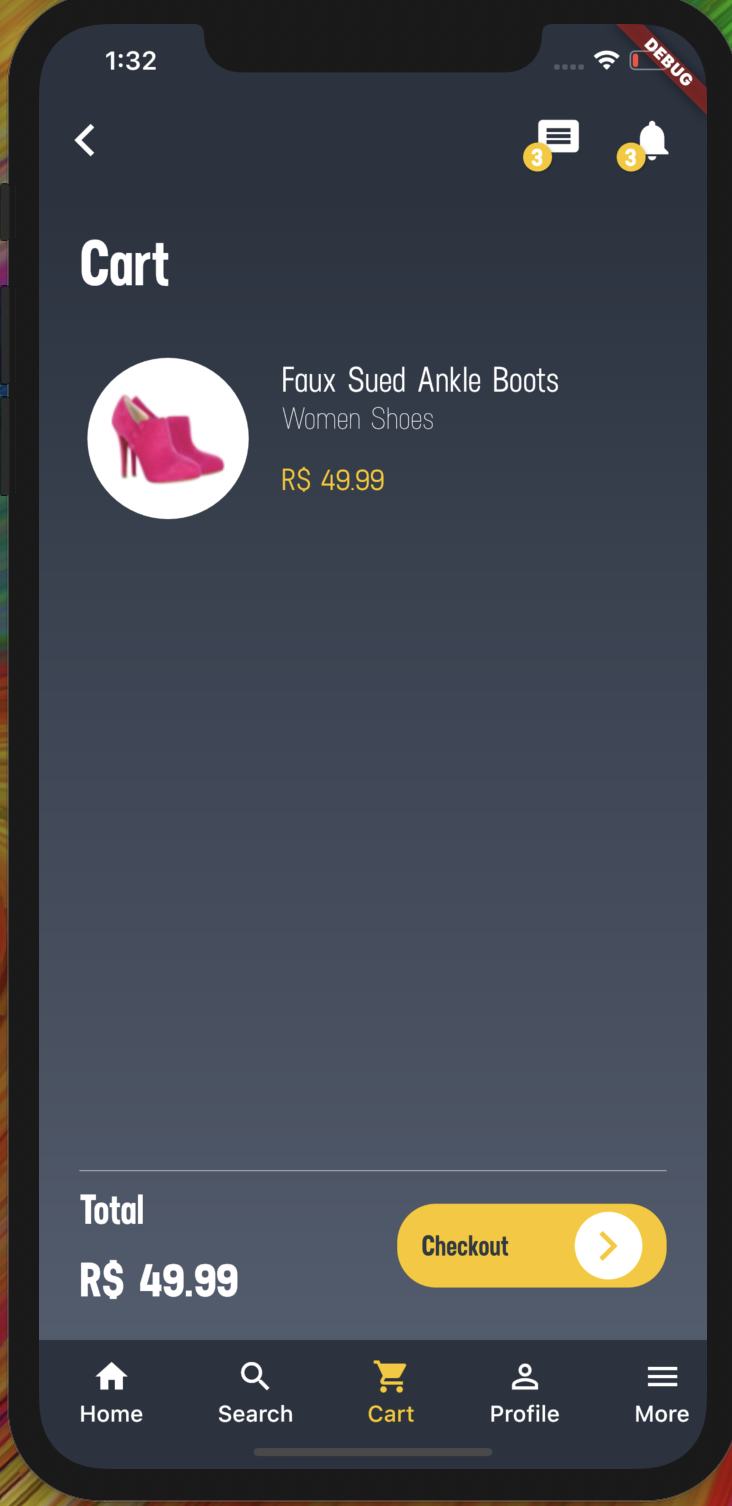 1:32
DEBUG
3
3
Cart
Faux Sued Ankle Boots
Women Shoes
R$ 49.99
Total
R$ 49.99
Checkout
Home Search Cart Profile More